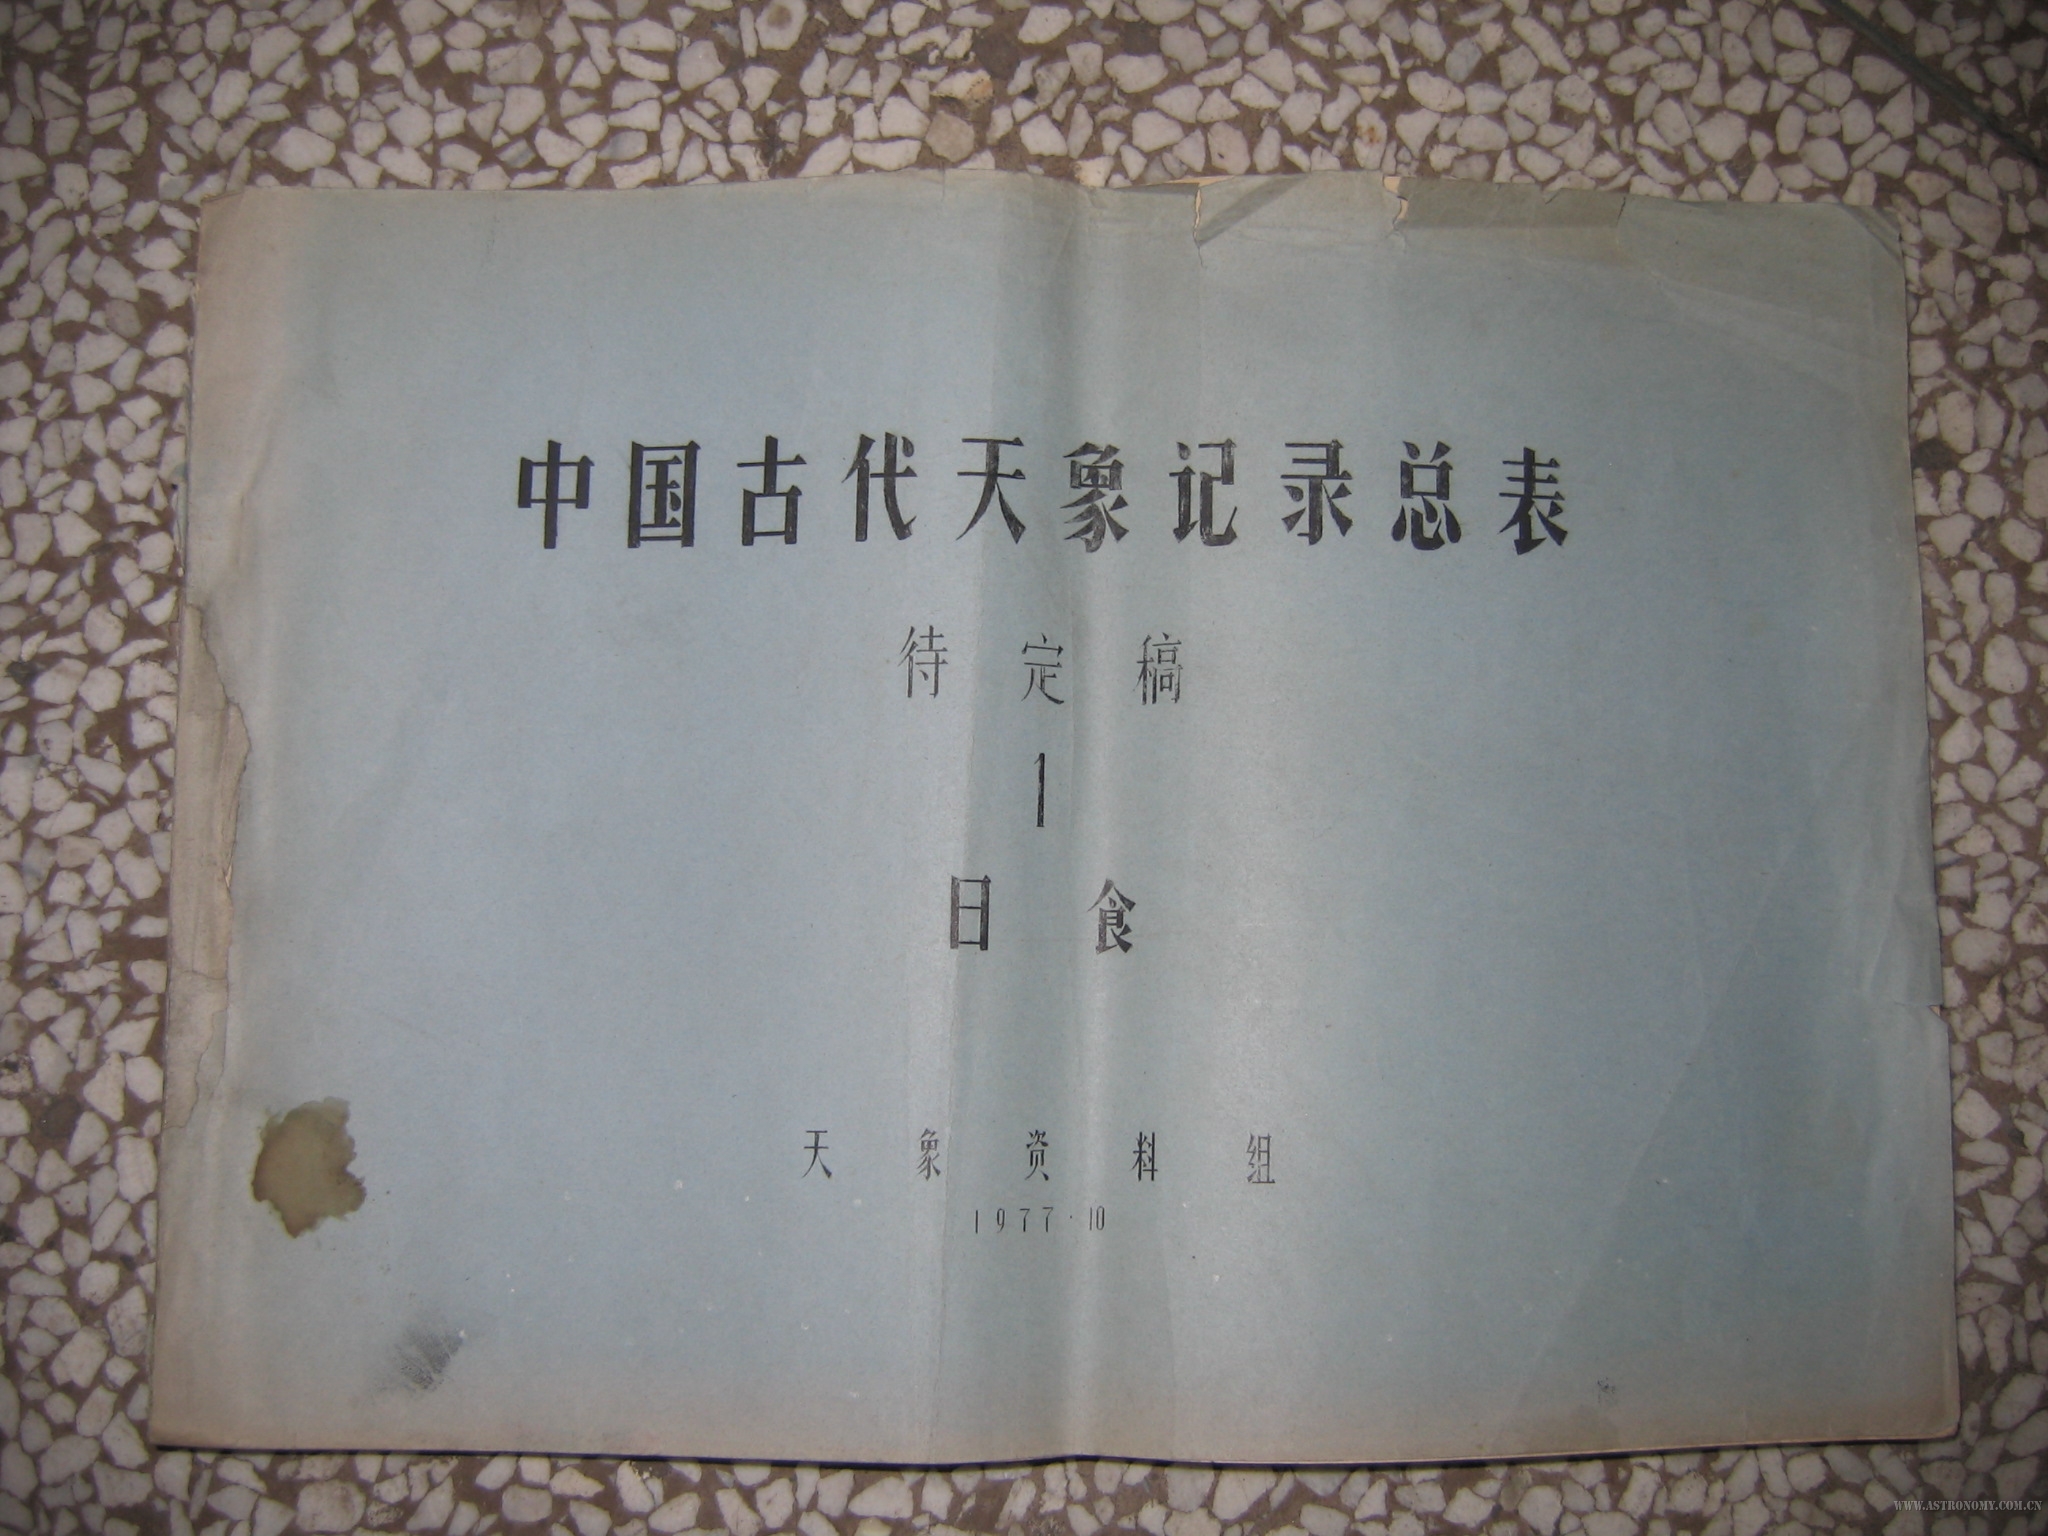 中国古代天象记录总表
待定稿
1
日食
天象资料组
1977·10
WWW.ASTRONOMY.COM.CN